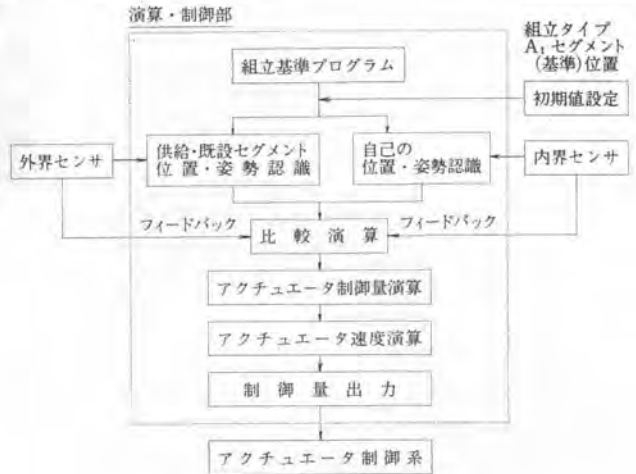 演算・制御部
組立タイプ
A₁セグメント
(基準)位置
組立基準プログラム
初期値設定
外界センサ
供給・既設セグメント
位置・姿勢認識
自己の
位置・姿勢認識
内界センサ
フィードバック
比較演算
フィードバック
アクチュエータ制御量演算
アクチュエータ速度演算
制御量出力
アクチュエータ制御系